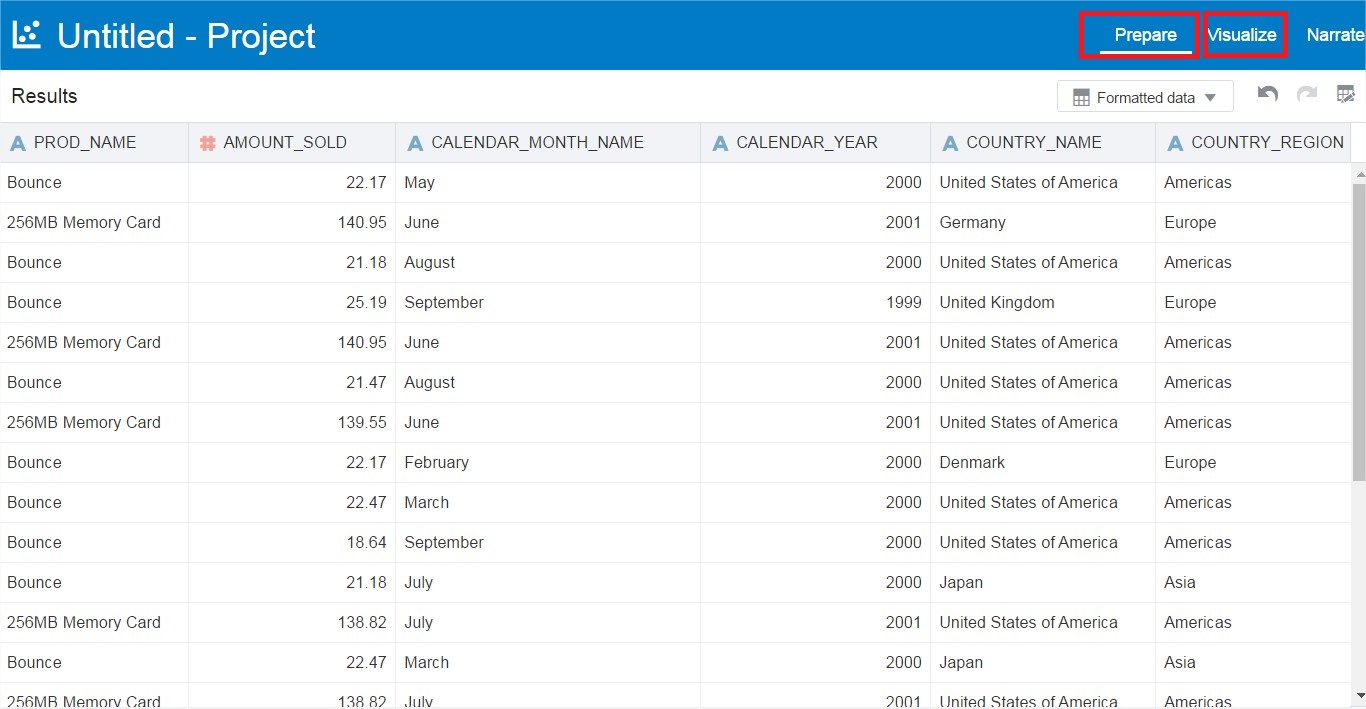 Untitled - Project Prepare Visualize Narrate
Results Formatted data
A PROD_NAME # AMOUNT_SOLD A CALENDAR_MONTH_NAME A CALENDAR_YEAR A COUNTRY_NAME A COUNTRY_REGION
Bounce 22.17 May 2000 United States of America Americas
256MB Memory Card 140.95 June 2001 Germany Europe
Bounce 21.18 August 2000 United States of America Americas
Bounce 25.19 September 1999 United Kingdom Europe
256MB Memory Card 140.95 June 2001 United States of America Americas
Bounce 21.47 August 2000 United States of America Americas
256MB Memory Card 139.55 June 2001 United States of America Americas
Bounce 22.17 February 2000 Denmark Europe
Bounce 22.47 March 2000 United States of America Americas
Bounce 18.64 September 2000 United States of America Americas
Bounce 21.18 July 2000 Japan Asia
256MB Memory Card 138.82 July 2001 United States of America Americas
Bounce 22.47 March 2000 Japan Asia
256MB Memory Card 138.82 July 2001 United States of America Americas